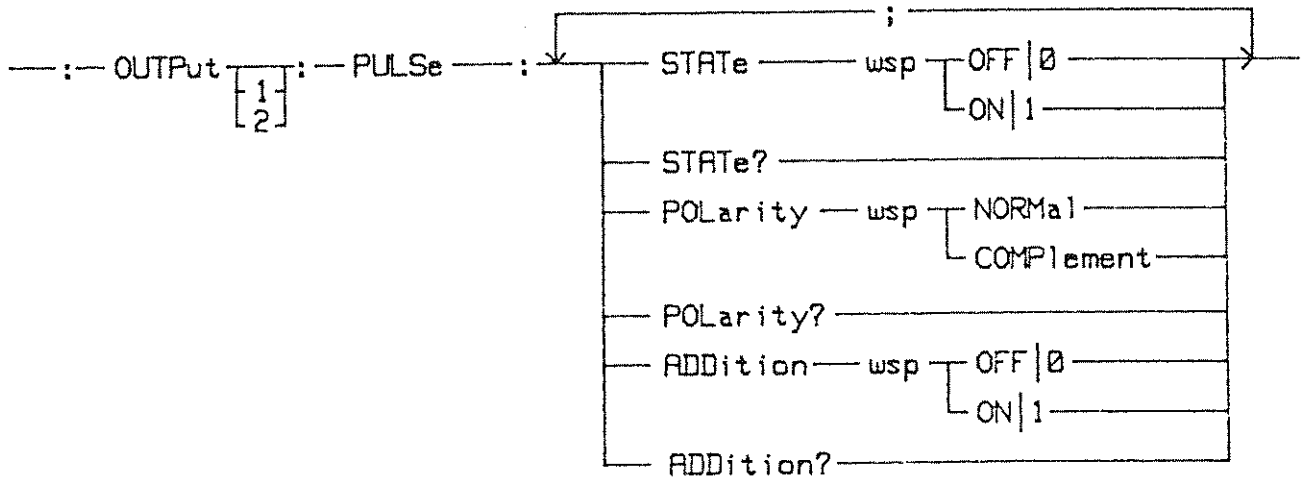 ;
: OUTPut : PULSe : STATe wsp OFF|0
1 ON|1
2
STATe?
POLarity wsp NORMal
COMPlement
POLarity?
ADDition wsp OFF|0
ON|1
ADDition?